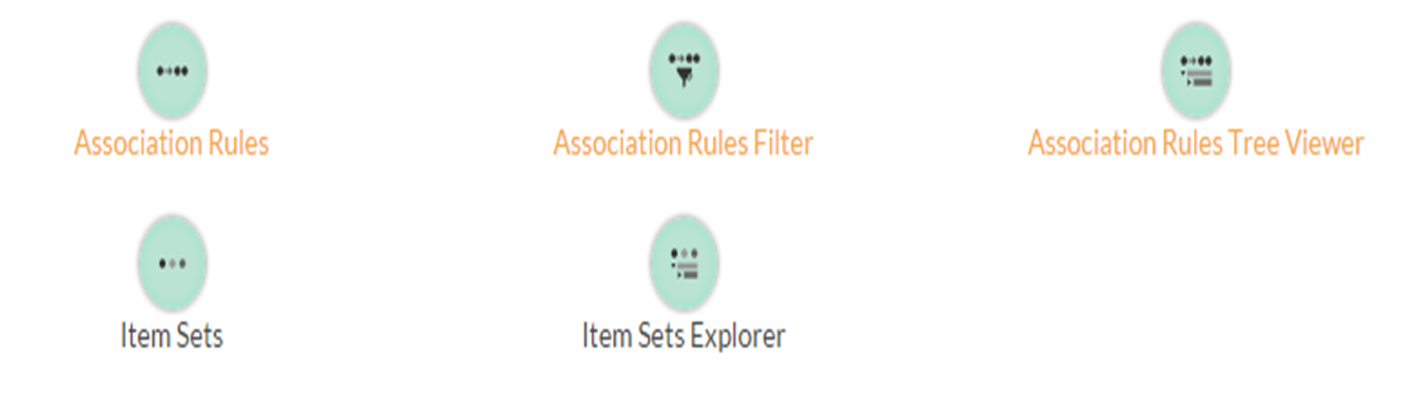 Association Rules
Association Rules Filter
Association Rules Tree Viewer
Item Sets
Item Sets Explorer